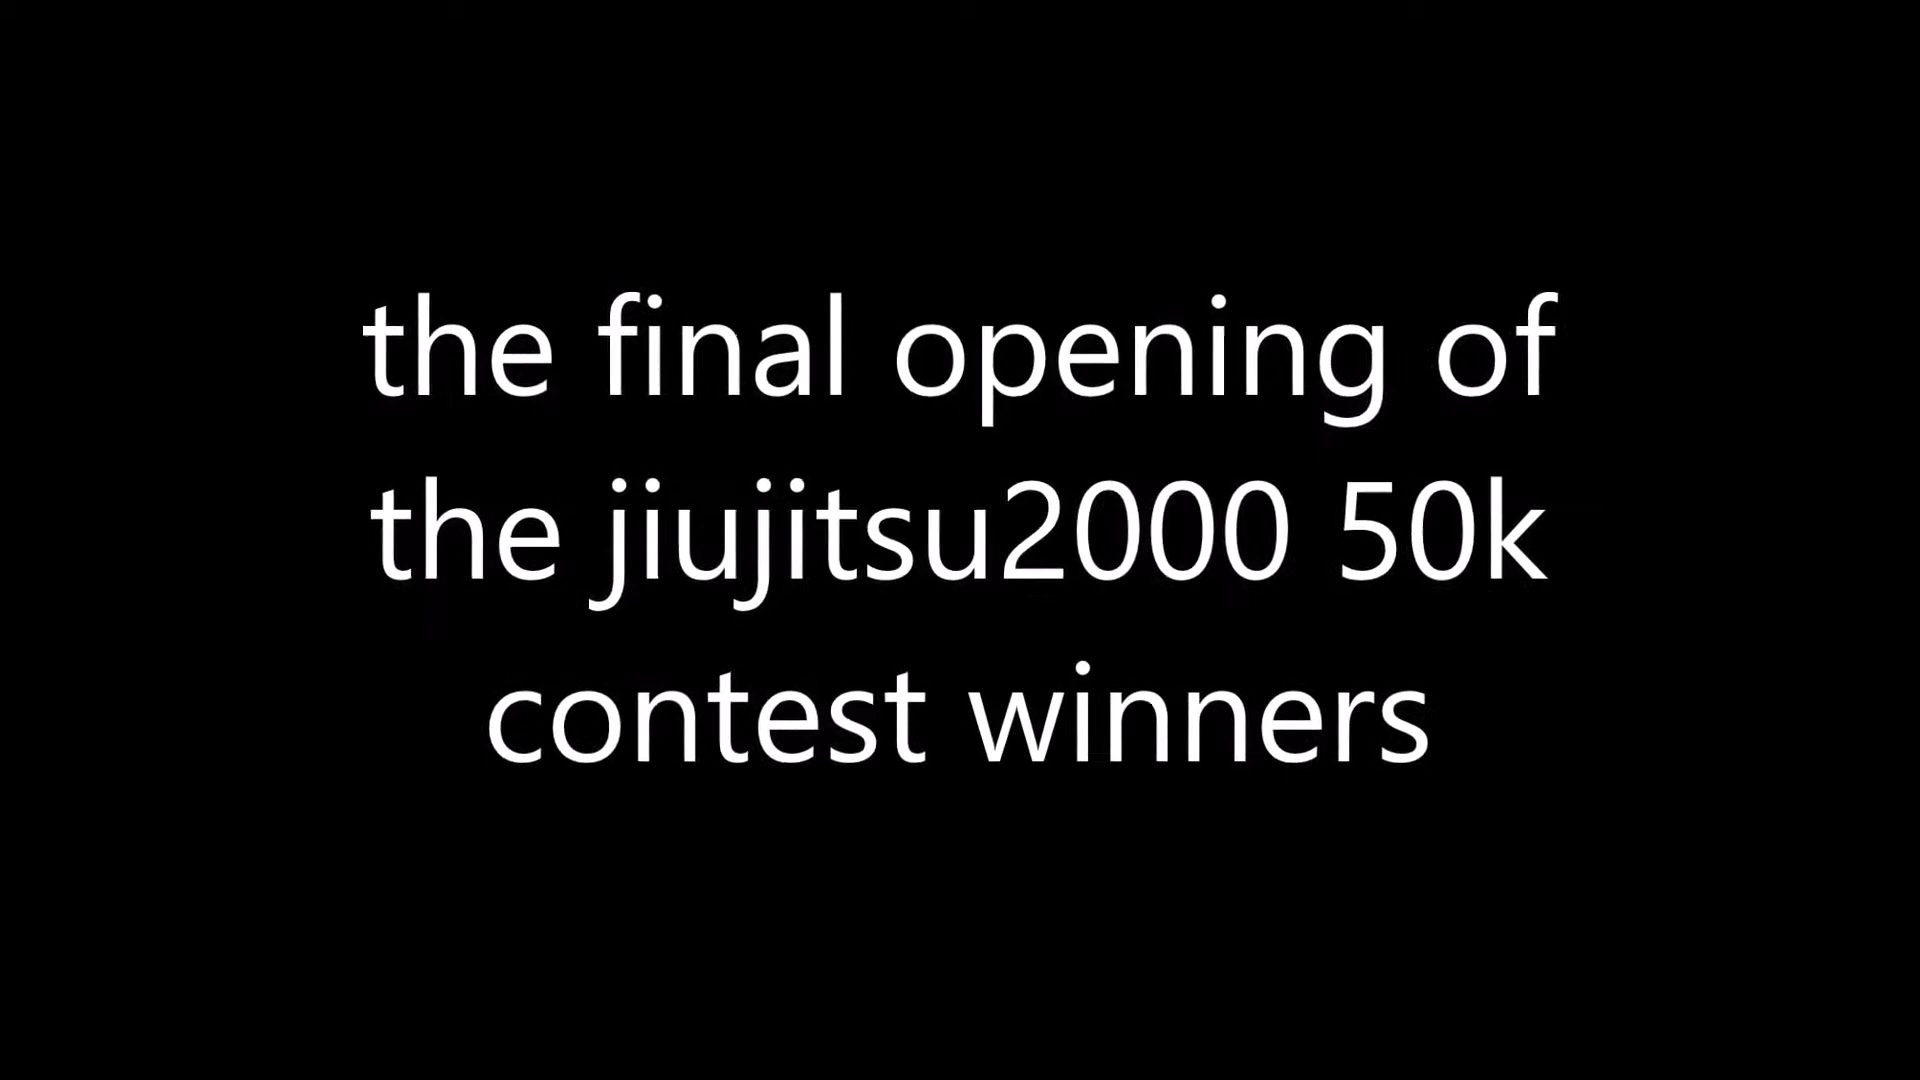 the final opening of
the jiujitsu2000 50k
contest winners